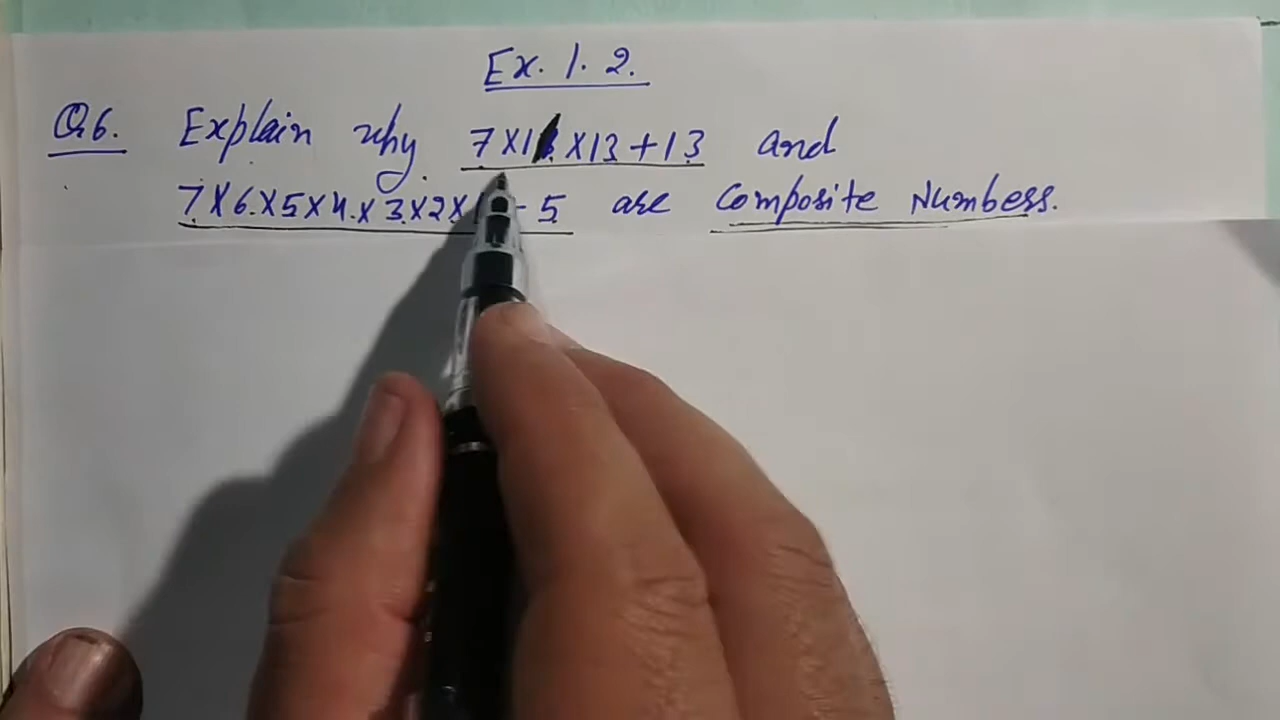 Ex. 1. 2.
Q6. Explain why 7×11×13+13 and
7×6×5×4×3×2× - 5 are Composite Numbers.